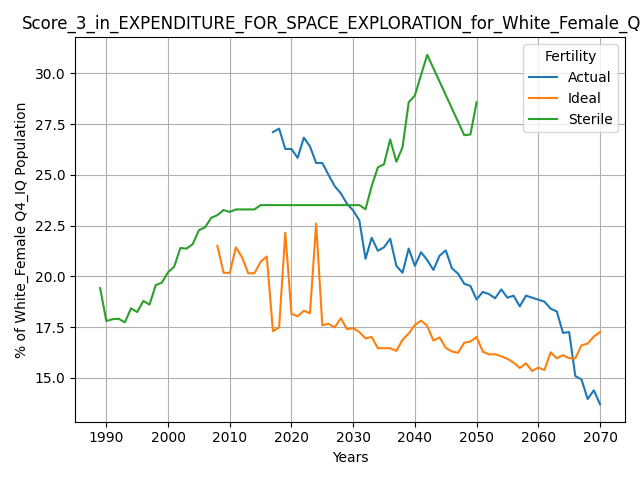 Score_3_in_EXPENDITURE_FOR_SPACE_EXPLORATION_for_White_Female_Q
Fertility
Actual
Ideal
Sterile
% of White_Female Q4_IQ Population
30.0
27.5
25.0
22.5
20.0
17.5
15.0
1990 2000 2010 2020 2030 2040 2050 2060 2070
Years